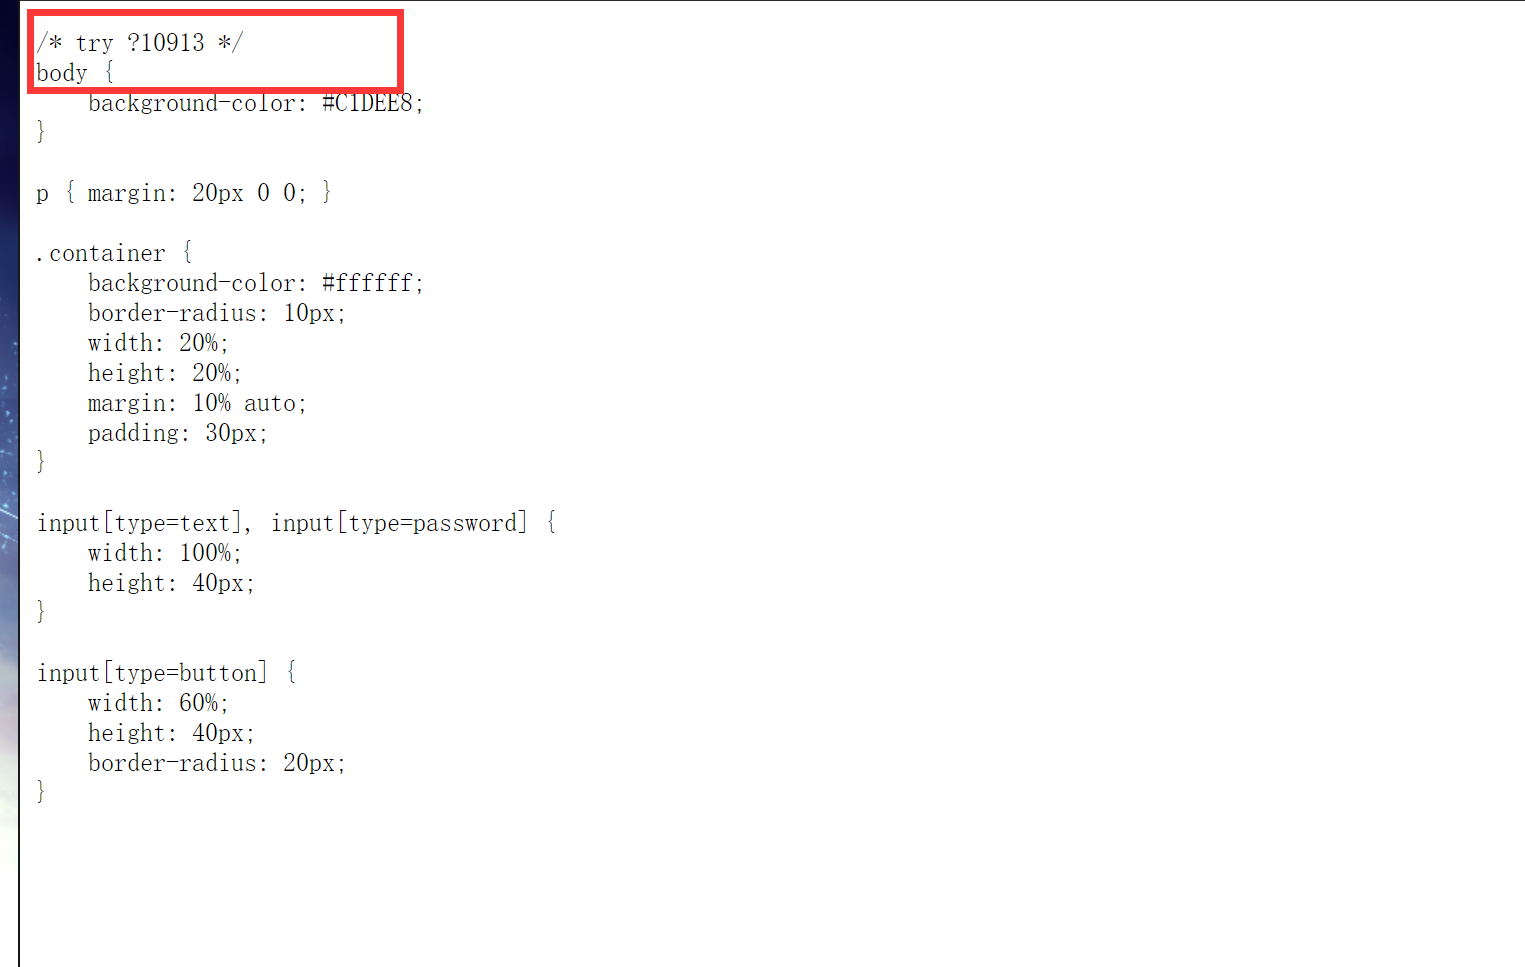 /* try ?10913 */
body {
    background-color: #C1DEE8;
}
p { margin: 20px 0 0; }
.container {
    background-color: #ffffff;
    border-radius: 10px;
    width: 20%;
    height: 20%;
    margin: 10% auto;
    padding: 30px;
}
input[type=text], input[type=password] {
    width: 100%;
    height: 40px;
}
input[type=button] {
    width: 60%;
    height: 40px;
    border-radius: 20px;
}